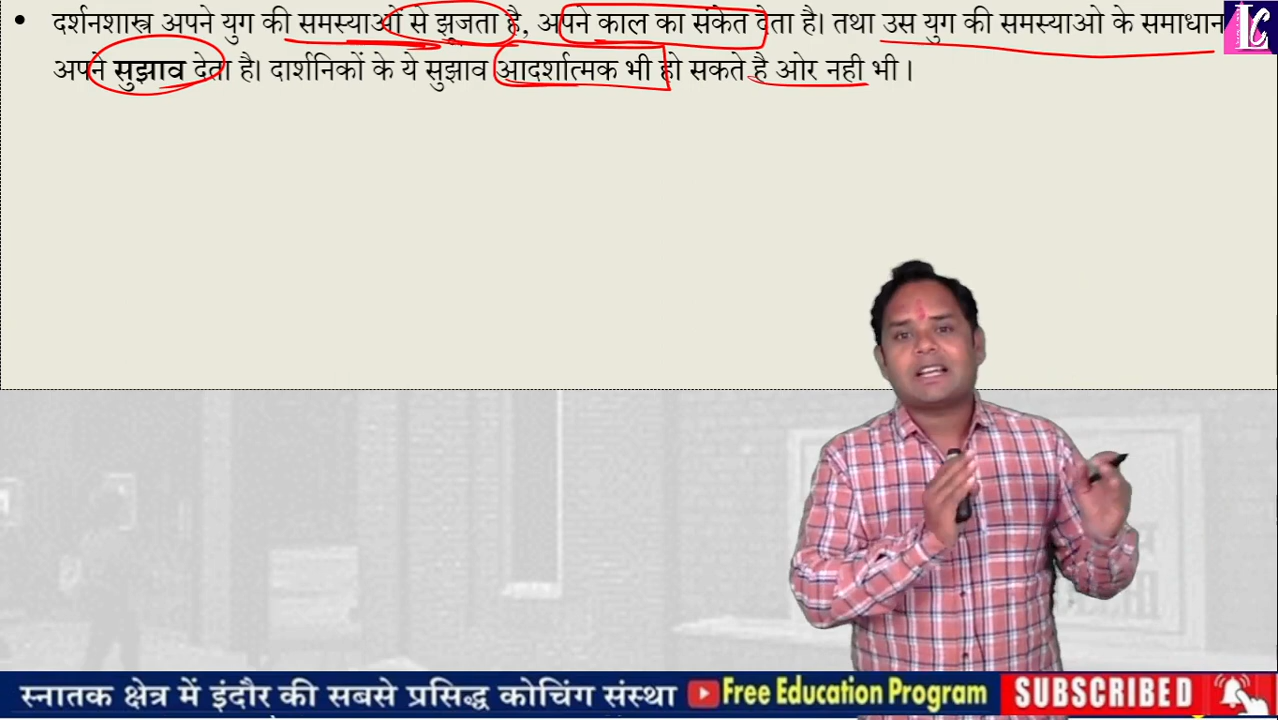 • दर्शनशास्त्र अपने युग की समस्याओं से झूजता है, अपने काल का संकेत देता है। तथा उस युग की समस्याओ के समाधान
अपने सुझाव देता है। दार्शनिकों के ये सुझाव आदर्शात्मक भी हो सकते है ओर नही भी।
LC
स्नातक क्षेत्र में इंदौर की सबसे प्रसिद्ध कोचिंग संस्था Free Education Program SUBSCRIBED